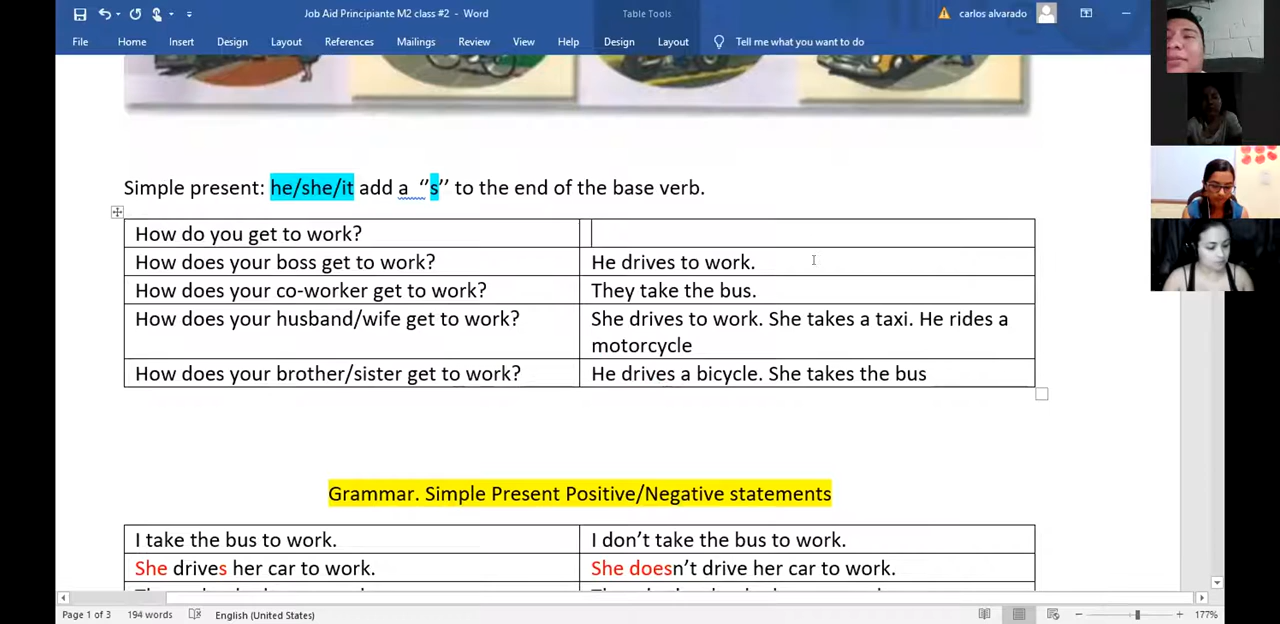 Job Aid Principiante M2 class #2 - Word
Table Tools
carlos alvarado
File Home Insert Design Layout References Mailings Review View Help Design Layout Tell me what you want to do
Simple present: he/she/it add a “s” to the end of the base verb.
How do you get to work?
How does your boss get to work? He drives to work.
How does your co-worker get to work? They take the bus.
How does your husband/wife get to work? She drives to work. She takes a taxi. He rides a
motorcycle
How does your brother/sister get to work? He drives a bicycle. She takes the bus
Grammar. Simple Present Positive/Negative statements
I take the bus to work. I don’t take the bus to work.
She drives her car to work. She doesn’t drive her car to work.
Page 1 of 3 194 words English (United States) 177%